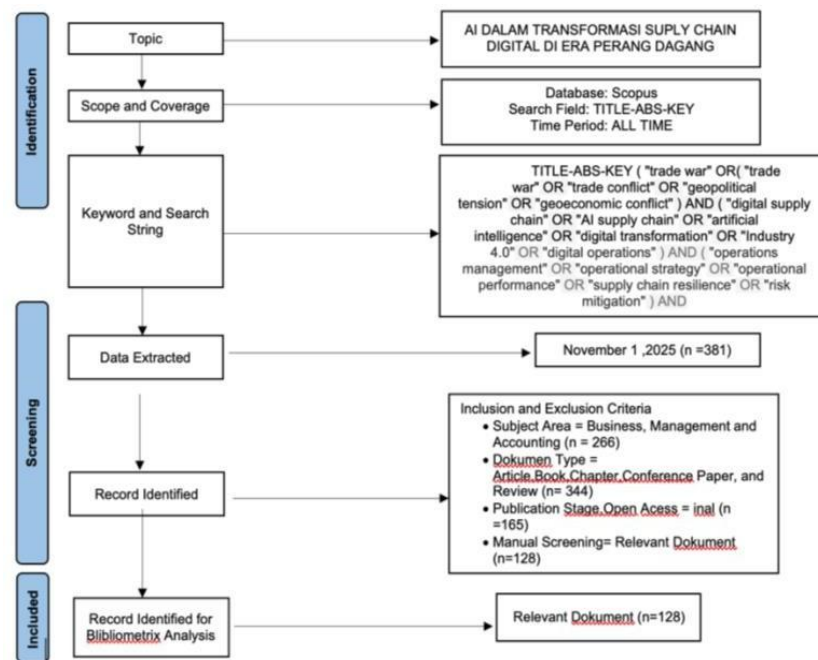 Identification
Topic
AI DALAM TRANSFORMASI SUPLY CHAIN
DIGITAL DI ERA PERANG DAGANG
Scope and Coverage
Database: Scopus
Search Field: TITLE-ABS-KEY
Time Period: ALL TIME
Keyword and Search
String
TITLE-ABS-KEY ( "trade war" OR( "trade
war" OR "trade conflict" OR "geopolitical
tension" OR "geoeconomic conflict" ) AND ( "digital supply
chain" OR "AI supply chain" OR "artificial
intelligence" OR "digital transformation" OR "Industry
4.0" OR "digital operations" ) AND ( "operations
management" OR "operational strategy" OR "operational
performance" OR "supply chain resilience" OR "risk
mitigation" ) AND
Screening
Data Extracted
November 1 ,2025 (n =381)
Record Identified
Inclusion and Exclusion Criteria
• Subject Area = Business, Management and
Accounting (n = 266)
• Dokumen Type =
Article,Book,Chapter,Conference Paper, and
Review (n= 344)
• Publication Stage,Open Acess = inal (n
=165)
• Manual Screening= Relevant Dokument
(n=128)
Included
Record Identified for
Blibliometrix Analysis
Relevant Dokument (n=128)